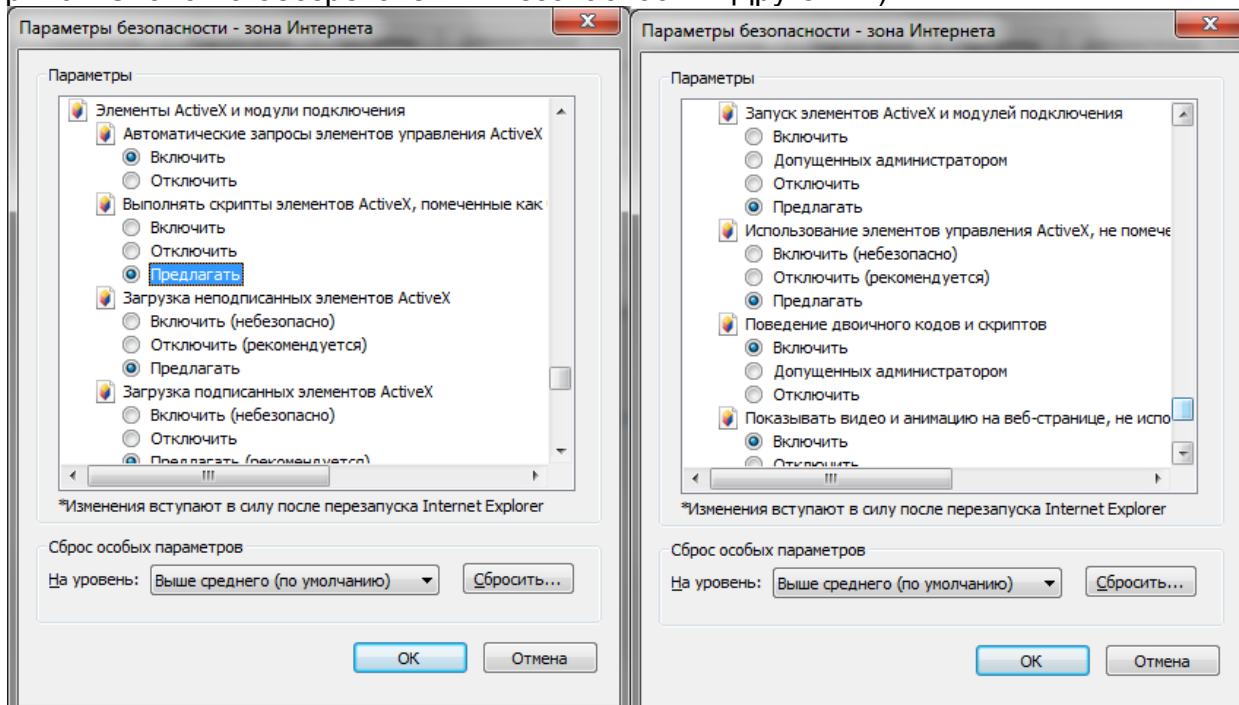 Параметры безопасности - зона Интернета
Параметры
Элементы ActiveX и модули подключения
Автоматические запросы элементов управления ActiveX
Включить
Отключить
Выполнять скрипты элементов ActiveX, помеченные как
Включить
Отключить
Предлагать
Загрузка неподписанных элементов ActiveX
Включить (небезопасно)
Отключить (рекомендуется)
Предлагать
Загрузка подписанных элементов ActiveX
Включить (небезопасно)
Отключить
Предлагать (рекомендуется)
*Изменения вступают в силу после перезапуска Internet Explorer
Сброс особых параметров
На уровень: Выше среднего (по умолчанию) Сбросить...
ОК Отмена
Параметры безопасности - зона Интернета
Параметры
Запуск элементов ActiveX и модулей подключения
Включить
Допущенных администратором
Отключить
Предлагать
Использование элементов управления ActiveX, не помече
Включить (небезопасно)
Отключить (рекомендуется)
Предлагать
Поведение двоичного кодов и скриптов
Включить
Допущенных администратором
Отключить
Показывать видео и анимацию на веб-странице, не испо
Включить
Отключить
*Изменения вступают в силу после перезапуска Internet Explorer
Сброс особых параметров
На уровень: Выше среднего (по умолчанию) Сбросить...
ОК Отмена